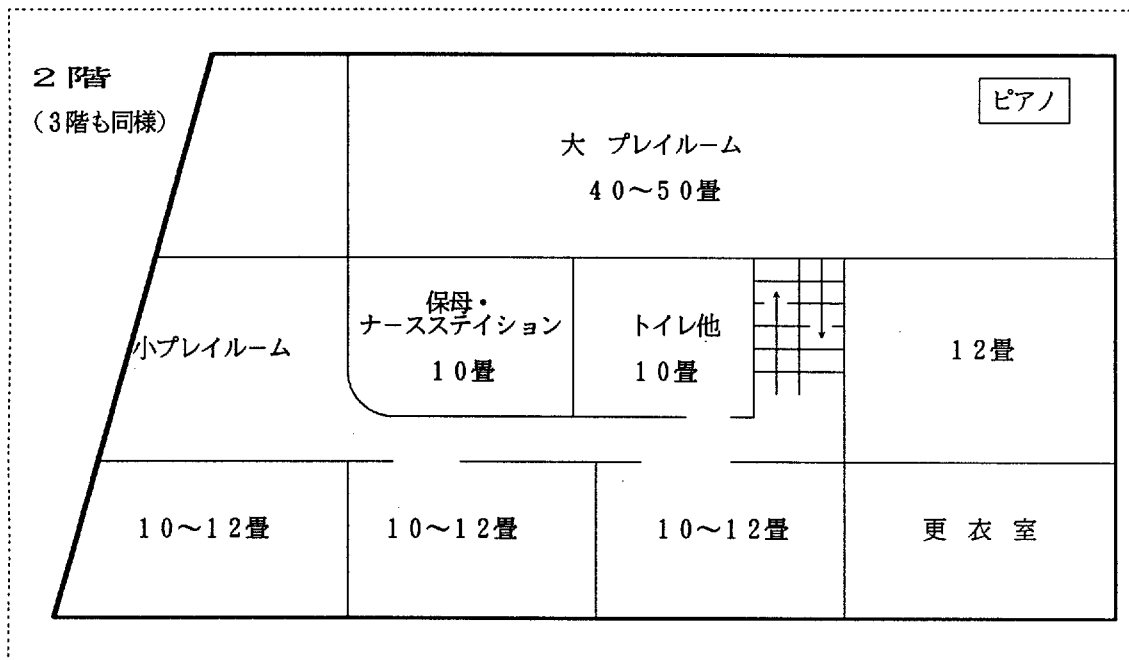 ２階
（３階も同様）
ピアノ
大　プレイルーム
４０～５０畳
保母・
ナースステイション
１０畳
トイレ他
１０畳
小プレイルーム
１２畳
１０～１２畳
１０～１２畳
１０～１２畳
更　衣　室